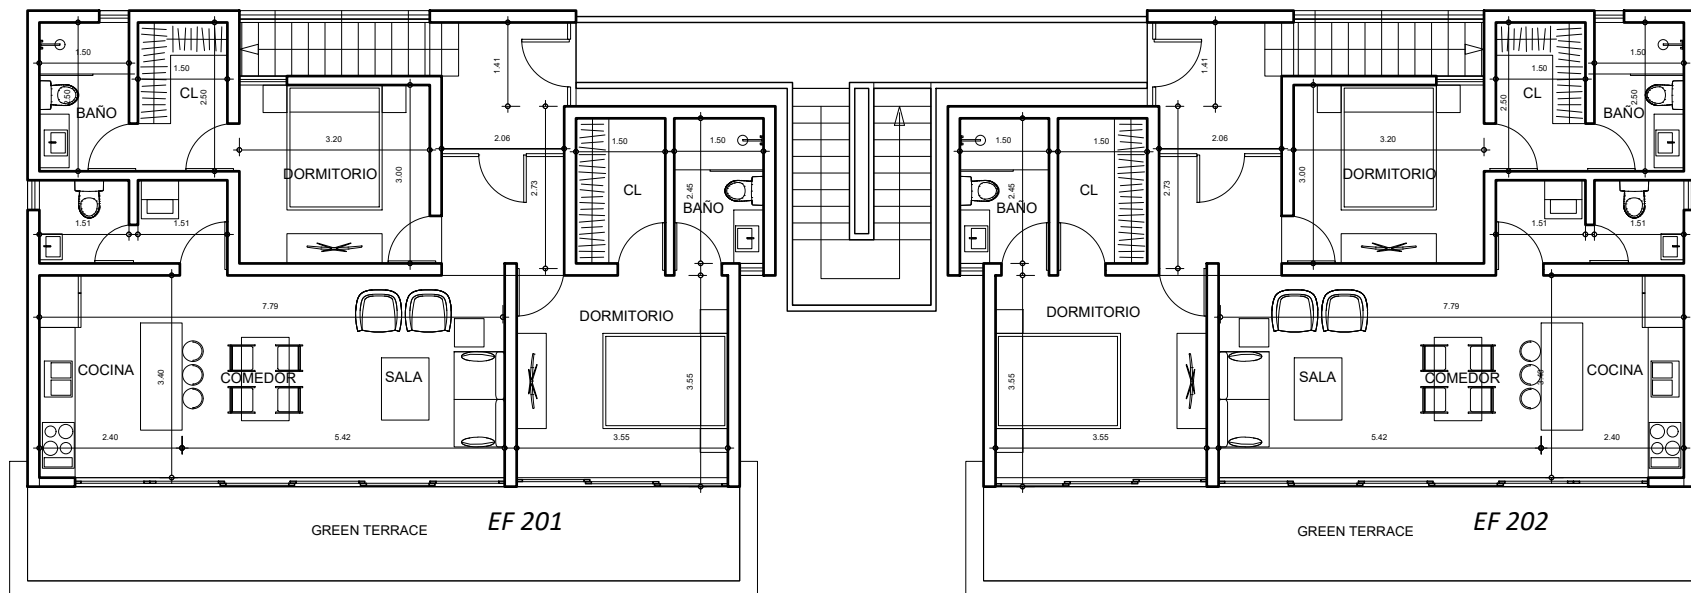 1.50
1.50
CL
2.50
2.50
BAÑO
1.41
3.20
DORMITORIO
3.00
2.06
2.73
1.50
1.50
CL
2.45
BAÑO
1.51
1.51
7.79
DORMITORIO
COCINA
3.40
COMEDOR
SALA
3.55
2.40
5.42
3.55
GREEN TERRACE
EF 201
1.41
1.50
1.50
CL
2.50
2.50
BAÑO
2.06
3.20
DORMITORIO
3.00
1.50
1.50
CL
2.45
BAÑO
2.73
1.51
1.51
DORMITORIO
7.79
3.55
SALA
COMEDOR
COCINA
3.55
5.42
2.40
GREEN TERRACE
EF 202